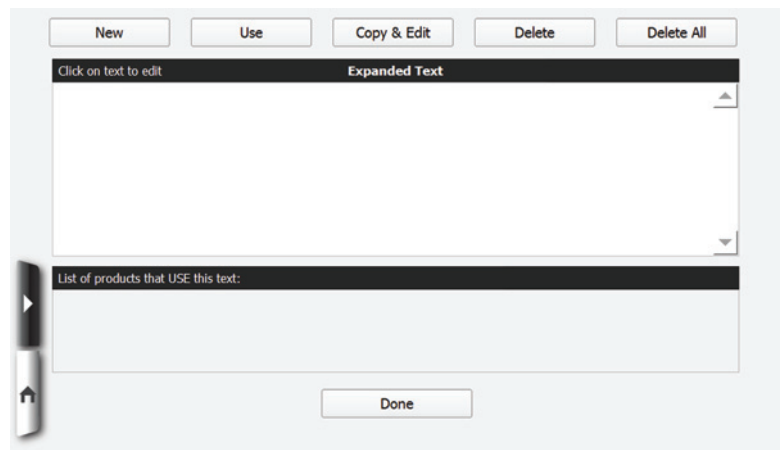 New Use Copy & Edit Delete Delete All
Click on text to edit Expanded Text
List of products that USE this text:
Done